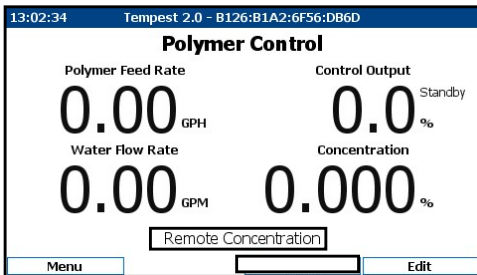 13:02:34 Tempest 2.0 - B126:B1A2:6F56:DB6D
Polymer Control
Polymer Feed Rate Control Output
0.00 GPH 0.0 % Standby
Water Flow Rate Concentration
0.00 GPM 0.000 %
Remote Concentration
Menu Edit